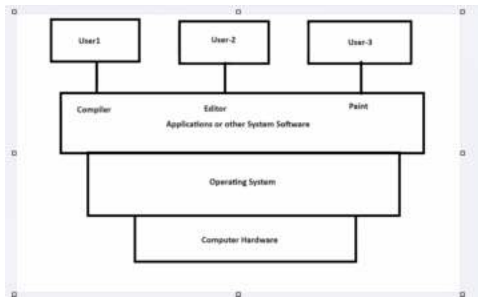 User1
User-2
User-3
Compiler
Editor
Paint
Applications or other System Software
Operating System
Computer Hardware